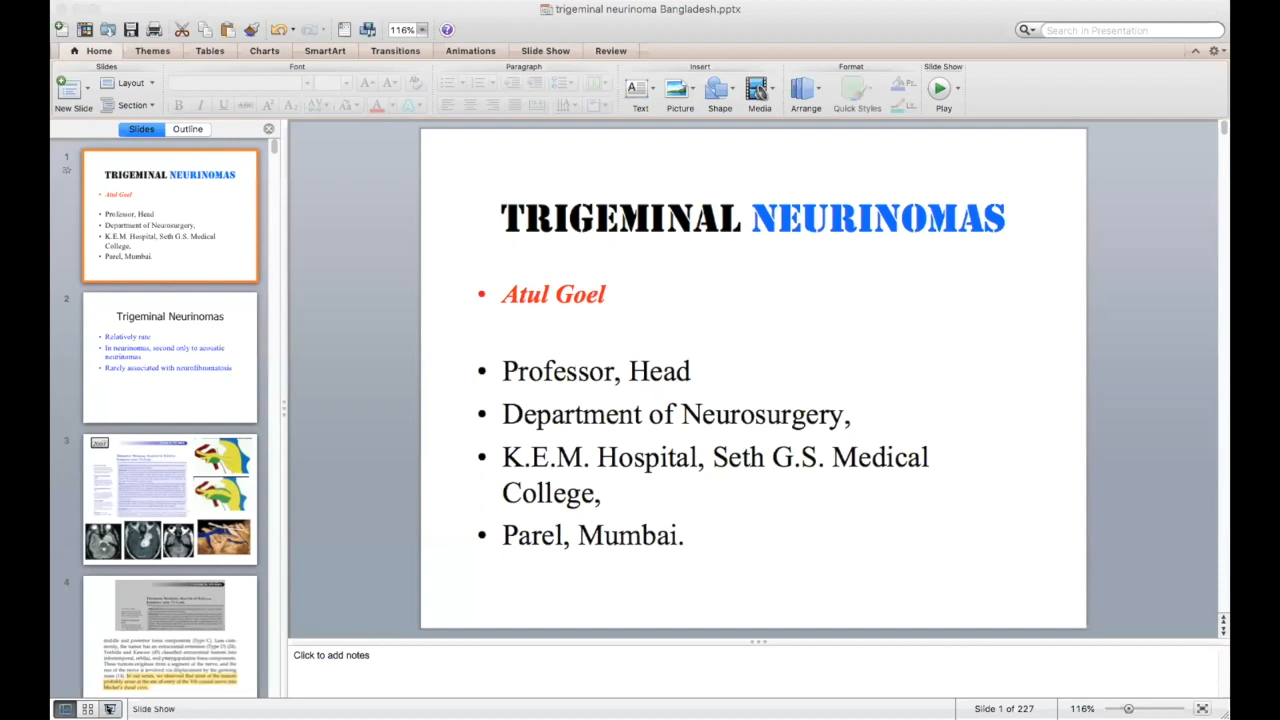 trigeminal neurinoma Bangladesh.pptx
116%
Search in Presentation
Home Themes Tables Charts SmartArt Transitions Animations Slide Show Review
Slides Font Paragraph Insert Format Slide Show
Layout
Section
New Slide
Text Picture Shape Media Arrange Quick Styles Play
Slides Outline
1
TRIGEMINAL NEURINOMAS
• Atul Goel
• Professor, Head
• Department of Neurosurgery,
• K.E.M. Hospital, Seth G.S. Medical
College,
• Parel, Mumbai.
2
Trigeminal Neurinomas
• Relatively rare
• In neurinomas, second only to acoustic
neurinomas
• Rarely associated with neurofibromatosis
3
4
TRIGEMINAL NEURINOMAS
• Atul Goel
• Professor, Head
• Department of Neurosurgery,
• K.E.M. Hospital, Seth G.S. Medical
College,
• Parel, Mumbai.
Click to add notes
Slide Show
Slide 1 of 227
116%